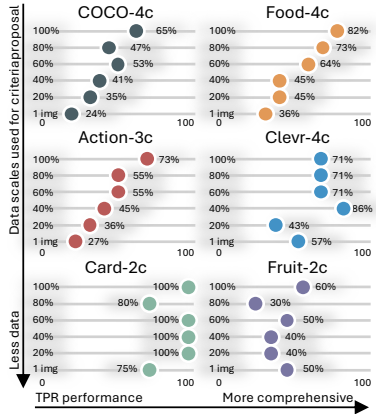 Data scales used for criteriaproposal
Less data
COCO-4c
100% 65%
80% 47%
60% 53%
40% 41%
20% 35%
1 img 24%
0 100
Food-4c
100% 82%
80% 73%
60% 64%
40% 45%
20% 45%
1 img 36%
0 100
Action-3c
100% 73%
80% 55%
60% 55%
40% 45%
20% 36%
1 img 27%
0 100
Clevr-4c
100% 71%
80% 71%
60% 71%
40% 86%
20% 43%
1 img 57%
0 100
Card-2c
100% 100%
80% 80%
60% 100%
40% 100%
20% 100%
1 img 75%
0 100
Fruit-2c
100% 60%
80% 30%
60% 50%
40% 40%
20% 40%
1 img 50%
0 100
TPR performance
More comprehensive